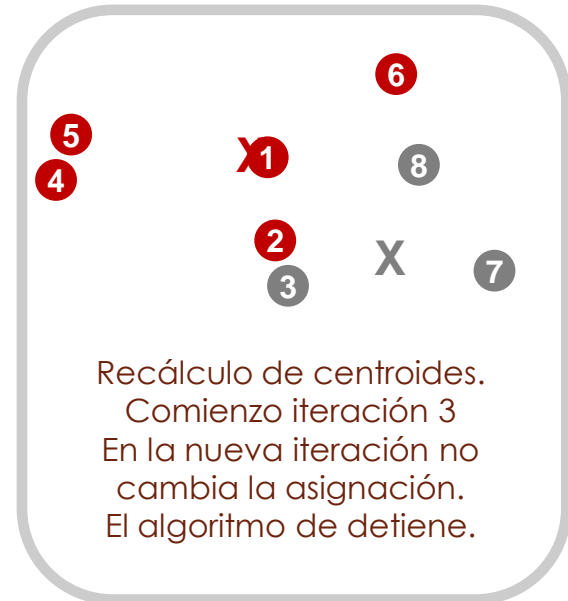 6
5
X
1
8
4
2
X
3
7
Recálculo de centroides.
Comienzo iteración 3
En la nueva iteración no
cambia la asignación.
El algoritmo de detiene.